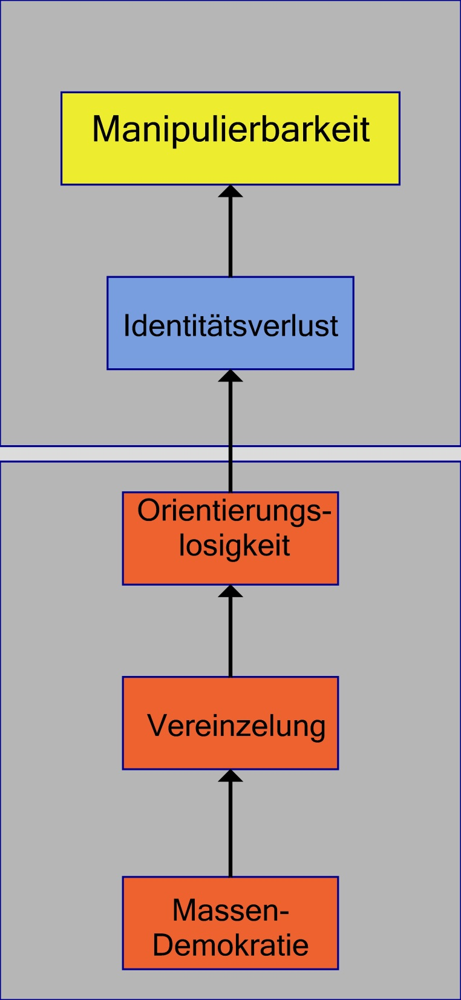 Manipulierbarkeit
Identitätsverlust
Orientierungs-
losigkeit
Vereinzelung
Massen-
Demokratie